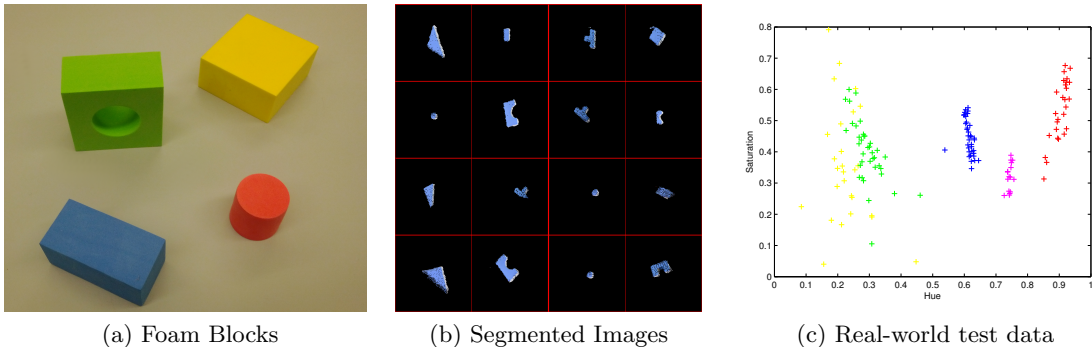 0.8
0.7
0.6
0.5
0.4
0.3
0.2
0.1
0
Saturation
0 0.1 0.2 0.3 0.4 0.5 0.6 0.7 0.8 0.9 1
Hue
(a) Foam Blocks (b) Segmented Images (c) Real-world test data